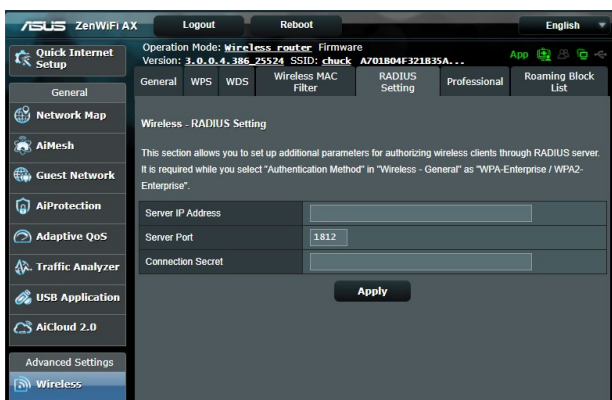 ASUS ZenWiFi AX Logout Reboot English
Quick Internet Setup
Operation Mode: Wireless router Firmware
Version: 3.0.0.4.386_25524 SSID: chuck A701B04F321B35A... App
General WPS WDS Wireless MAC Filter RADIUS Setting Professional Roaming Block List
General
Network Map
AiMesh
Guest Network
AiProtection
Adaptive QoS
Traffic Analyzer
USB Application
AiCloud 2.0
Advanced Settings
Wireless
Wireless - RADIUS Setting
This section allows you to set up additional parameters for authorizing wireless clients through RADIUS server.
It is required while you select "Authentication Method" in "Wireless - General" as "WPA-Enterprise / WPA2-
Enterprise".
Server IP Address
Server Port 1812
Connection Secret
Apply